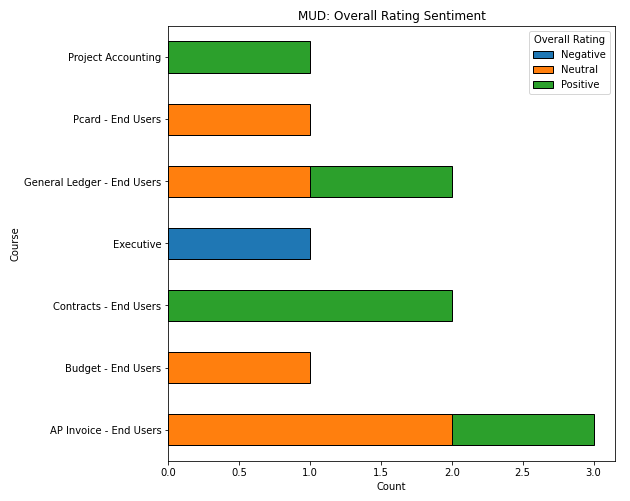 MUD: Overall Rating Sentiment
Overall Rating
Negative
Neutral
Positive
Course
Project Accounting
Pcard - End Users
General Ledger - End Users
Executive
Contracts - End Users
Budget - End Users
AP Invoice - End Users
0.0 0.5 1.0 1.5 2.0 2.5 3.0
Count